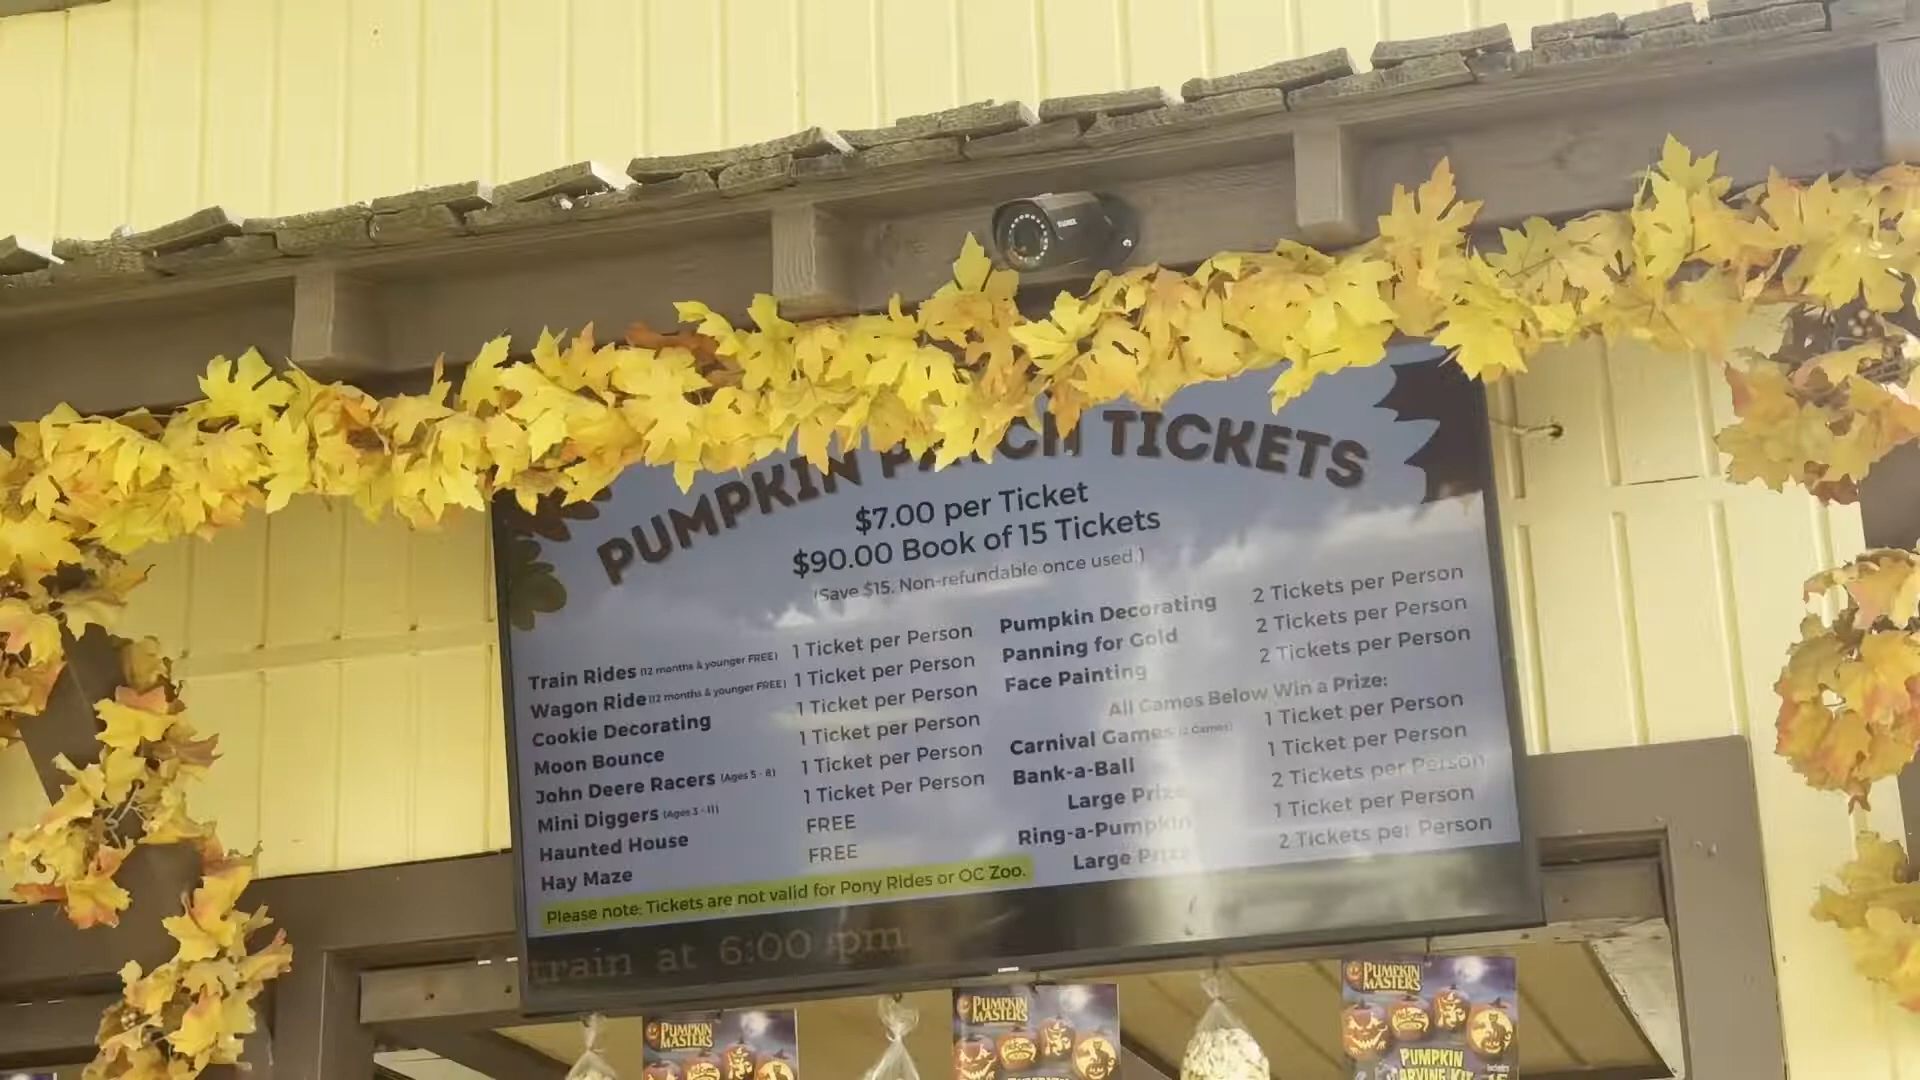 PUMPKIN PATCH TICKETS
$7.00 per Ticket
$90.00 Book of 15 Tickets
(Save $15. Non-refundable once used.)
Train Rides (12 months & younger FREE) 1 Ticket per Person
Wagon Ride (12 months & younger FREE) 1 Ticket per Person
Cookie Decorating 1 Ticket per Person
Moon Bounce 1 Ticket per Person
John Deere Racers (Ages 5 - 8) 1 Ticket per Person
Mini Diggers (Ages 3 - 11) 1 Ticket Per Person
Haunted House FREE
Hay Maze FREE
Pumpkin Decorating 2 Tickets per Person
Panning for Gold 2 Tickets per Person
Face Painting 2 Tickets per Person
All Games Below Win a Prize:
Carnival Games (2 Games) 1 Ticket per Person
Bank-a-Ball 1 Ticket per Person
Large Prize 2 Tickets per Person
Ring-a-Pumpkin 1 Ticket per Person
Large Prize 2 Tickets per Person
Please note: Tickets are not valid for Pony Rides or OC Zoo.
train at 6:00 pm
PUMPKIN
MASTERS
PUMPKIN
MASTERS
PUMPKIN
MASTERS
PUMPKIN
CARVING KIT